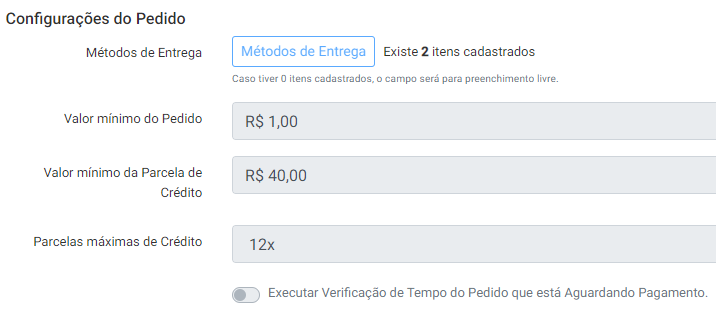 Configurações do Pedido
Métodos de Entrega Métodos de Entrega Existe 2 itens cadastrados
Caso tiver 0 itens cadastrados, o campo será para preenchimento livre.
Valor mínimo do Pedido R$ 1,00
Valor mínimo da Parcela de
Crédito R$ 40,00
Parcelas máximas de Crédito 12x
Executar Verificação de Tempo do Pedido que está Aguardando Pagamento.